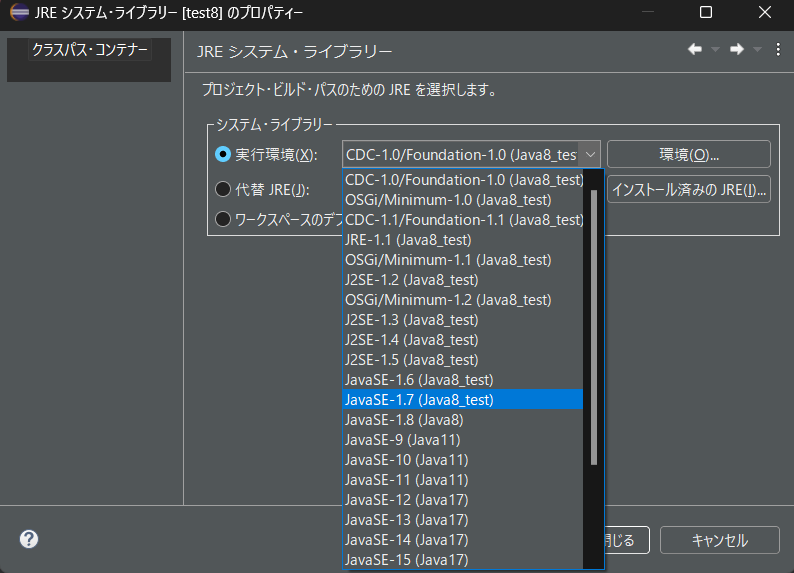 JRE システム・ライブラリー [test8] のプロパティー
クラスパス・コンテナー
JRE システム・ライブラリー
プロジェクト・ビルド・パスのための JRE を選択します。
システム・ライブラリー
実行環境(X):
CDC-1.0/Foundation-1.0 (Java8_test
環境(O)...
代替 JRE(J):
インストール済みの JRE(I)...
ワークスペースのデフ
CDC-1.0/Foundation-1.0 (Java8_test)
OSGi/Minimum-1.0 (Java8_test)
CDC-1.1/Foundation-1.1 (Java8_test)
JRE-1.1 (Java8_test)
OSGi/Minimum-1.1 (Java8_test)
J2SE-1.2 (Java8_test)
OSGi/Minimum-1.2 (Java8_test)
J2SE-1.3 (Java8_test)
J2SE-1.4 (Java8_test)
J2SE-1.5 (Java8_test)
JavaSE-1.6 (Java8_test)
JavaSE-1.7 (Java8_test)
JavaSE-1.8 (Java8)
JavaSE-9 (Java11)
JavaSE-10 (Java11)
JavaSE-11 (Java11)
JavaSE-12 (Java17)
JavaSE-13 (Java17)
JavaSE-14 (Java17)
JavaSE-15 (Java17)
閉じる
キャンセル